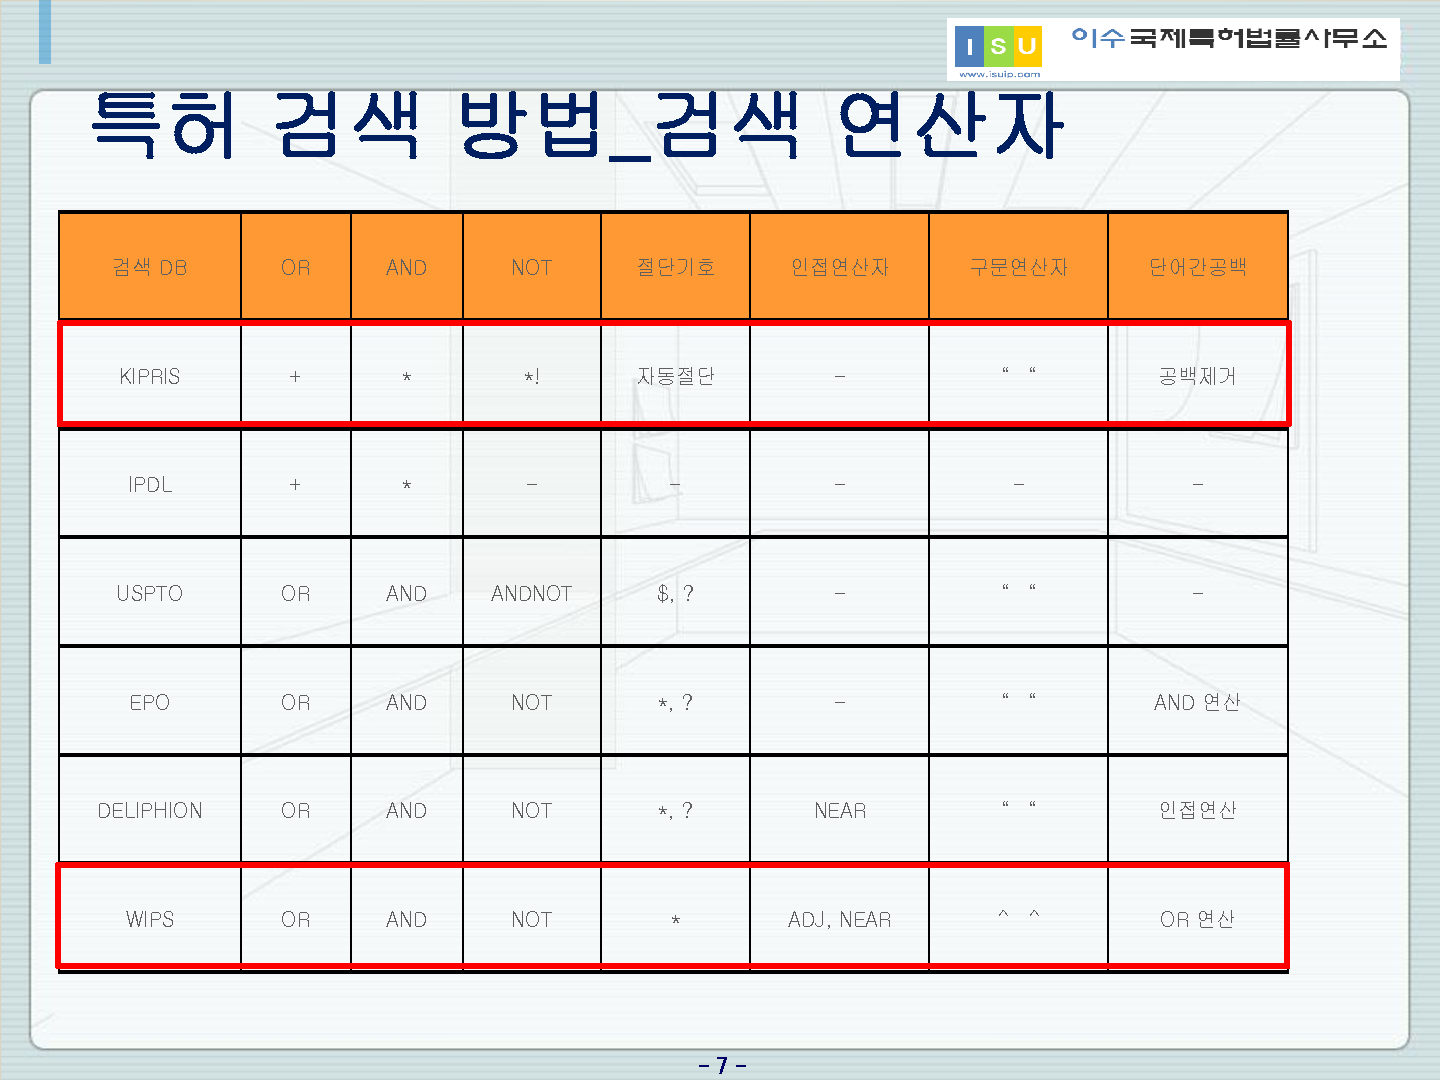 ISU 이수국제특허법률사무소
www.isuip.com
특허 검색 방법_검색 연산자
검색 DB OR AND NOT 절단기호 인접연산자 구문연산자 단어간공백
KIPRIS + * *! 자동절단 - “ “ 공백제거
IPDL + * - - - - -
USPTO OR AND ANDNOT $, ? - “ “ -
EPO OR AND NOT *, ? - “ “ AND 연산
DELIPHION OR AND NOT *, ? NEAR “ “ 인접연산
WIPS OR AND NOT * ADJ, NEAR ^ ^ OR 연산
- 7 -